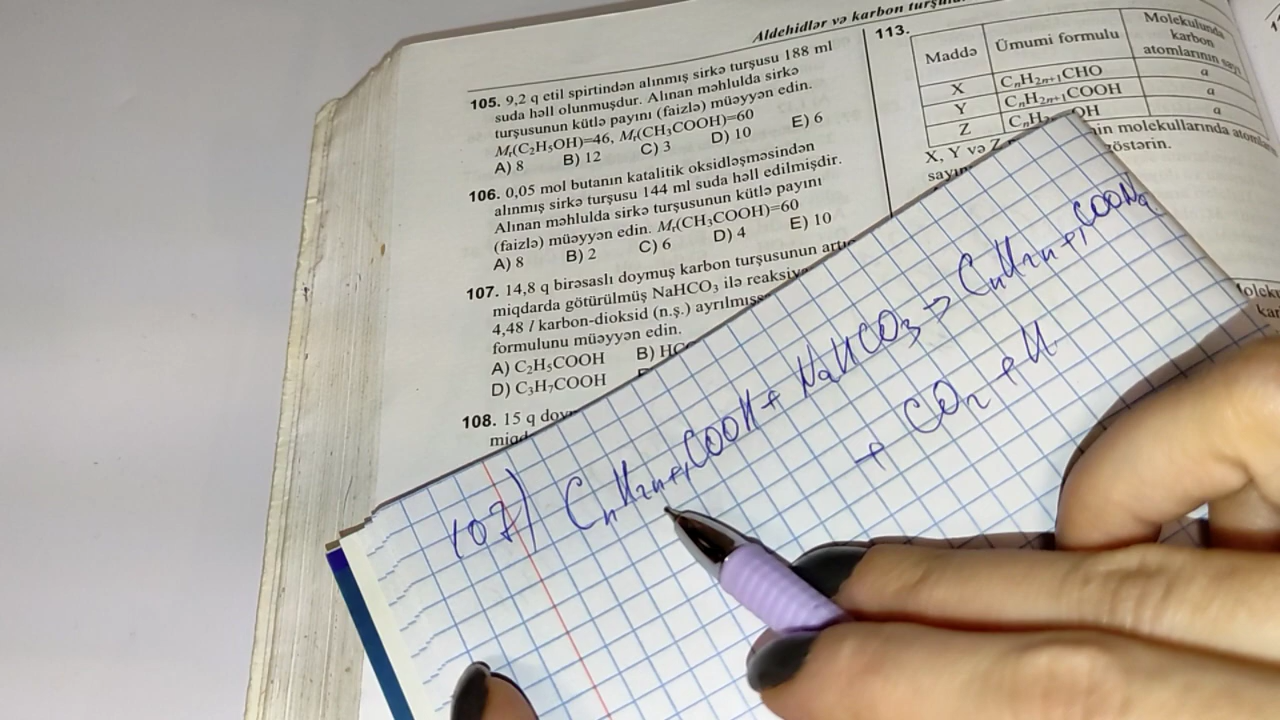 Aldehidlər və karbon
105. 9,2 q etil spirtindən alınmış sirkə turşusu 188 ml
suda həll olunmuşdur. Alınan məhlulda sirkə
turşusunun kütlə payını (faizlə) müəyyən edin.
Mr(C₂H₅OH)=46, Mr(CH₃COOH)=60
A) 8 B) 12 C) 3 D) 10 E) 6
106. 0,05 mol butanın katalitik oksidləşməsindən
alınmış sirkə turşusu 144 ml suda həll edilmişdir.
Alınan məhlulda sirkə turşusunun kütlə payını
(faizlə) müəyyən edin. Mr(CH₃COOH)=60
A) 8 B) 2 C) 6 D) 4 E) 10
107. 14,8 q birəsaslı doymuş karbon turşusunun
miqdarda götürülmüş NaHCO₃ ilə
4,48 l karbon-dioksid (n.ş.)
formulunu müəyyən edin.
A) C₂H₅COOH B)
D) C₃H₇COOH
108. 15 q
113.
Maddə Ümumi formulu Molekulunda karbon atomlarının sayı
X CₙH₂ₙ₊₁CHO a
Y CₙH₂ₙ₊₁COOH a
Z a
X, Y və Z molekullarında
107) CₙH₂ₙ₊₁COOH + NaHCO₃ → CₙH₂ₙ₊₁COONa
+ CO₂ + H